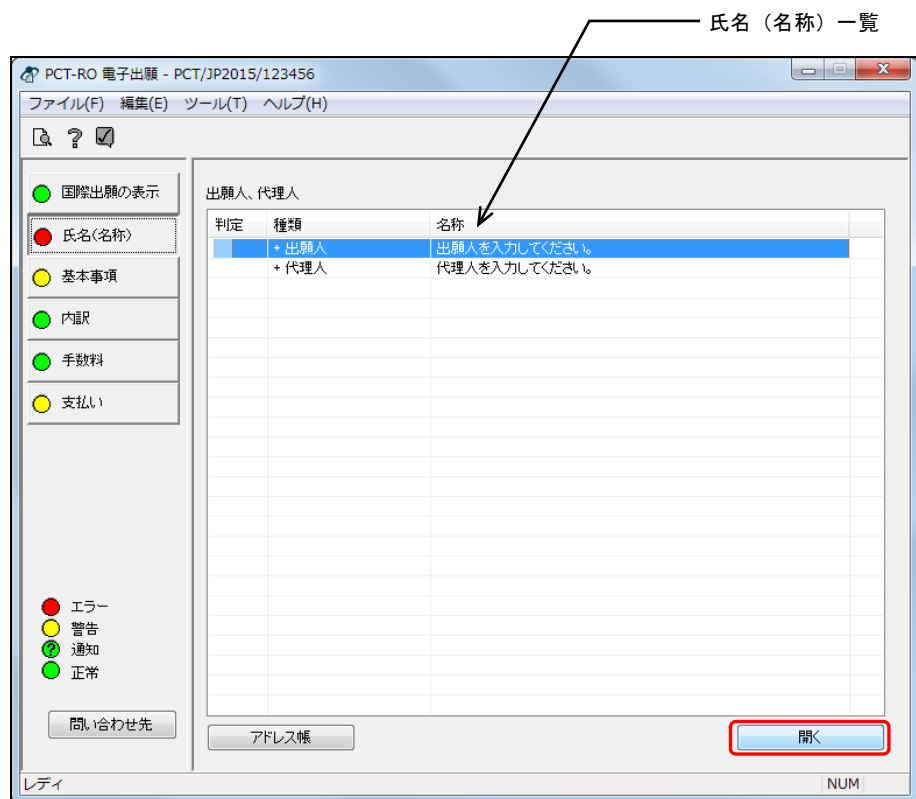 氏名（名称）一覧
PCT-RO 電子出願 - PCT/JP2015/123456
ファイル(F) 編集(E) ツール(T) ヘルプ(H)
国際出願の表示
氏名(名称)
基本事項
内訳
手数料
支払い
出願人、代理人
判定 種類 名称
+ 出願人 出願人を入力してください。
+ 代理人 代理人を入力してください。
エラー
警告
通知
正常
問い合わせ先
アドレス帳
開く
レディ
NUM